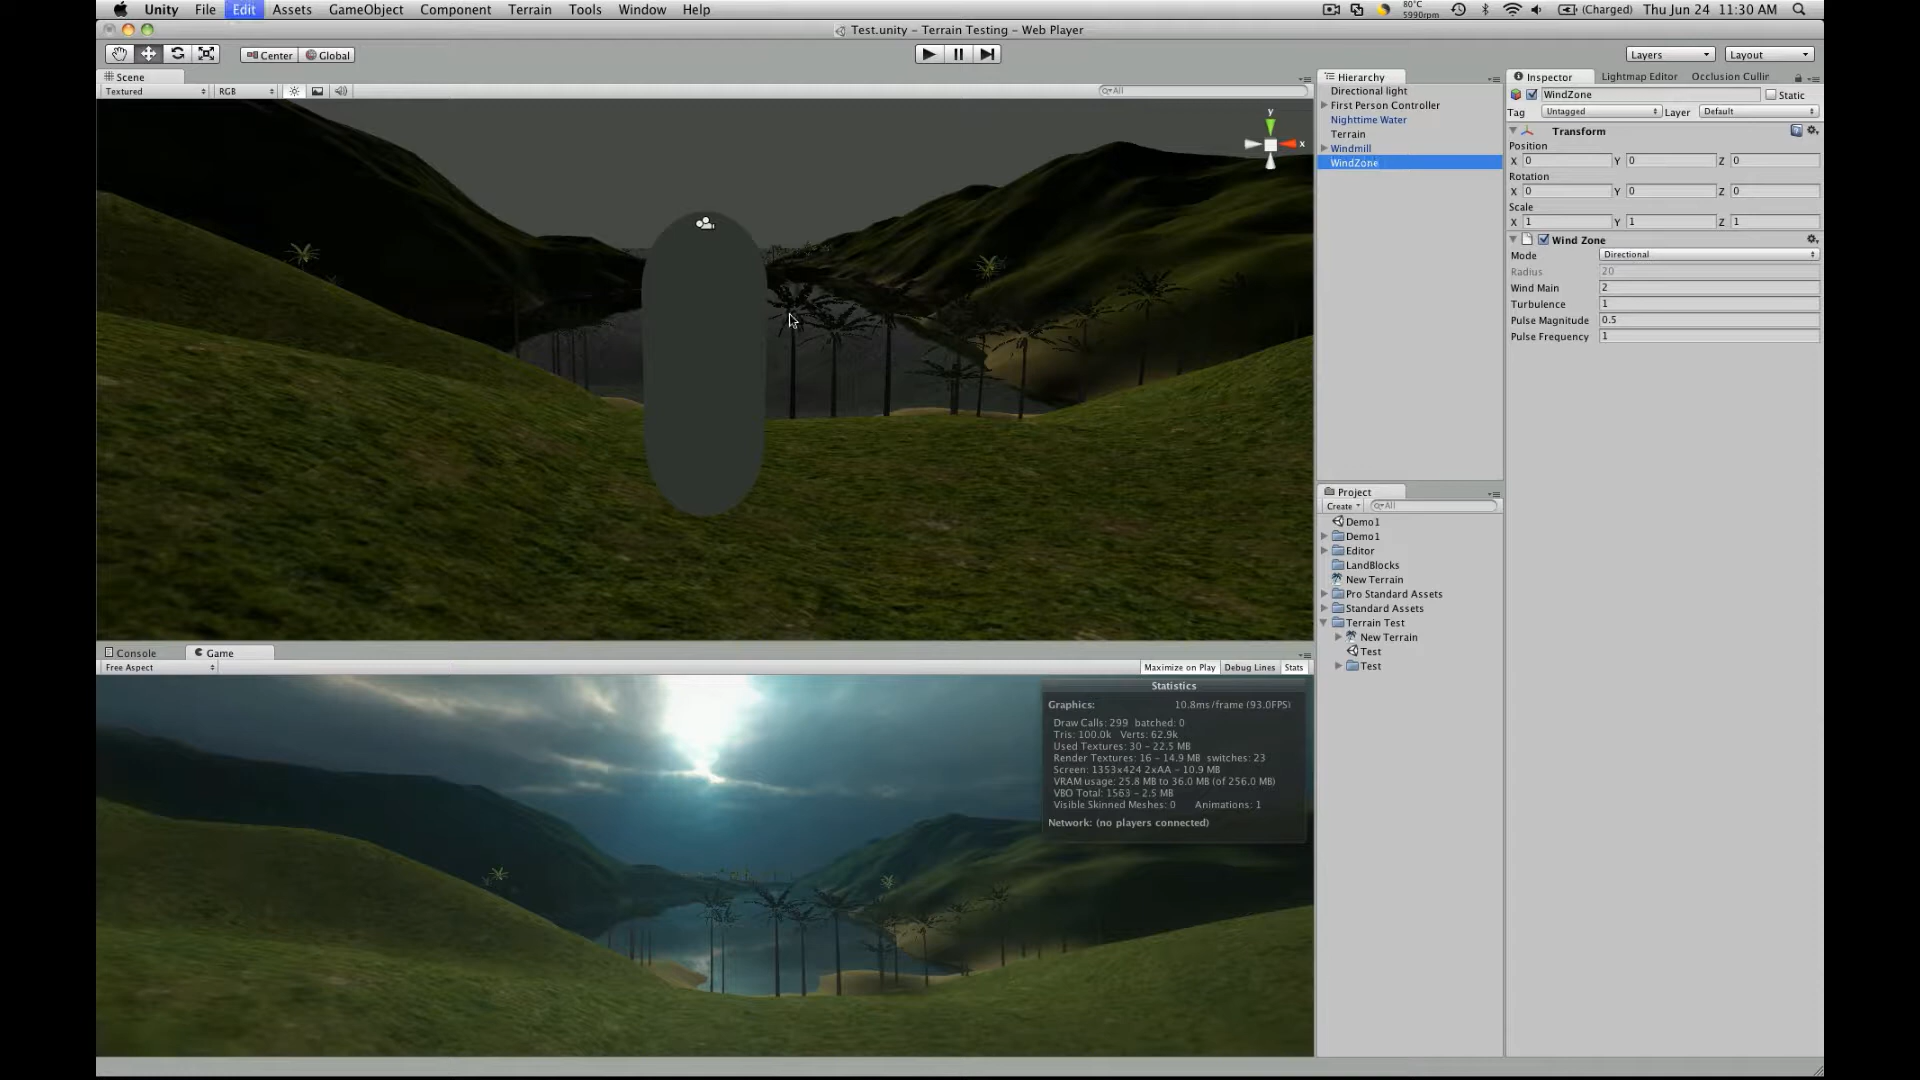 Unity File Edit Assets GameObject Component Terrain Tools Window Help 80°C 5990rpm (Charged) Thu Jun 24 11:30 AM
Test.unity – Terrain Testing – Web Player
Center Global Layers Layout
Scene
Textured RGB All
y
x
Hierarchy
Directional light
First Person Controller
Nighttime Water
Terrain
Windmill
WindZone
Inspector Lightmap Editor Occlusion Cullin
WindZone Static
Tag Untagged Layer Default
Transform
Position
X 0 Y 0 Z 0
Rotation
X 0 Y 0 Z 0
Scale
X 1 Y 1 Z 1
Wind Zone
Mode Directional
Radius 20
Wind Main 2
Turbulence 1
Pulse Magnitude 0.5
Pulse Frequency 1
Project
Create All
Demo1
Demo1
Editor
LandBlocks
New Terrain
Pro Standard Assets
Standard Assets
Terrain Test
New Terrain
Test
Test
Console Game
Free Aspect Maximize on Play Debug Lines Stats
Statistics
Graphics: 10.8ms/frame (93.0FPS)
Draw Calls: 299 batched: 0
Tris: 100.0k Verts: 62.9k
Used Textures: 30 – 22.5 MB
Render Textures: 16 – 14.9 MB switches: 23
Screen: 1353x424 2xAA – 10.9 MB
VRAM usage: 25.8 MB to 36.0 MB (of 256.0 MB)
VBO Total: 1563 – 2.5 MB
Visible Skinned Meshes: 0 Animations: 1
Network: (no players connected)